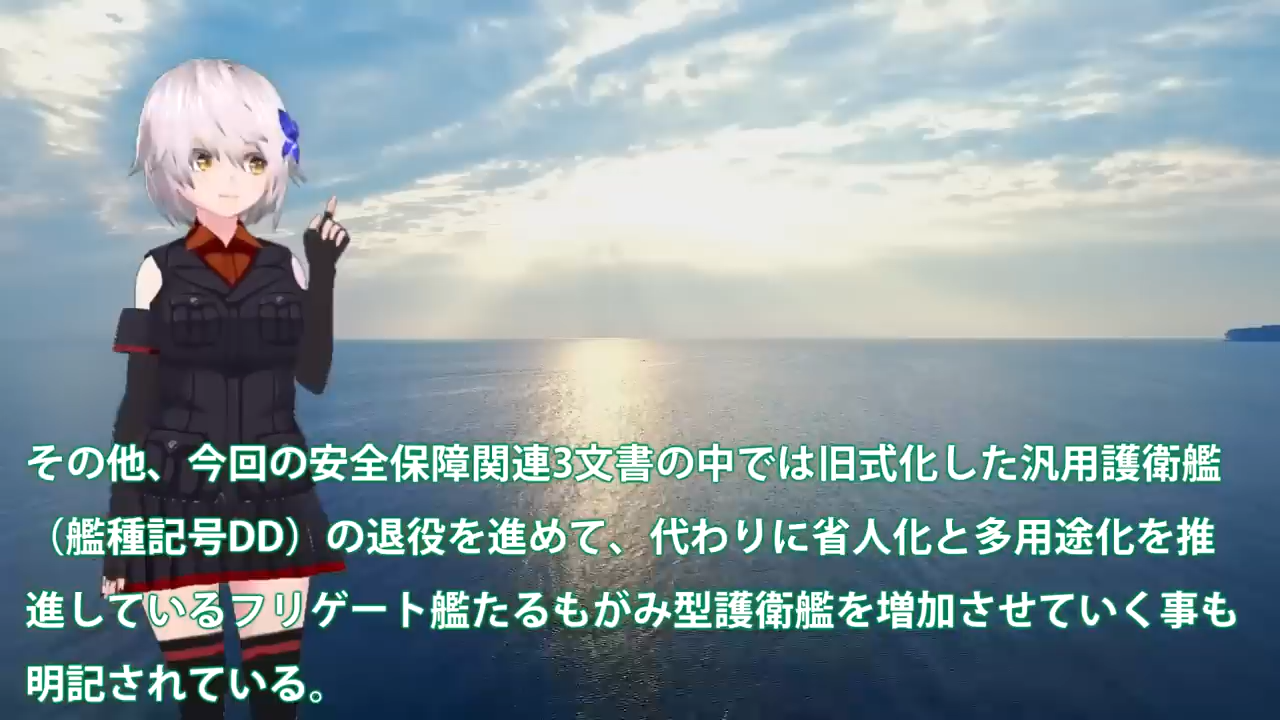 その他、今回の安全保障関連3文書の中では旧式化した汎用護衛艦
（艦種記号DD）の退役を進めて、代わりに省人化と多用途化を推
進しているフリゲート艦たるもがみ型護衛艦を増加させていく事も
明記されている。